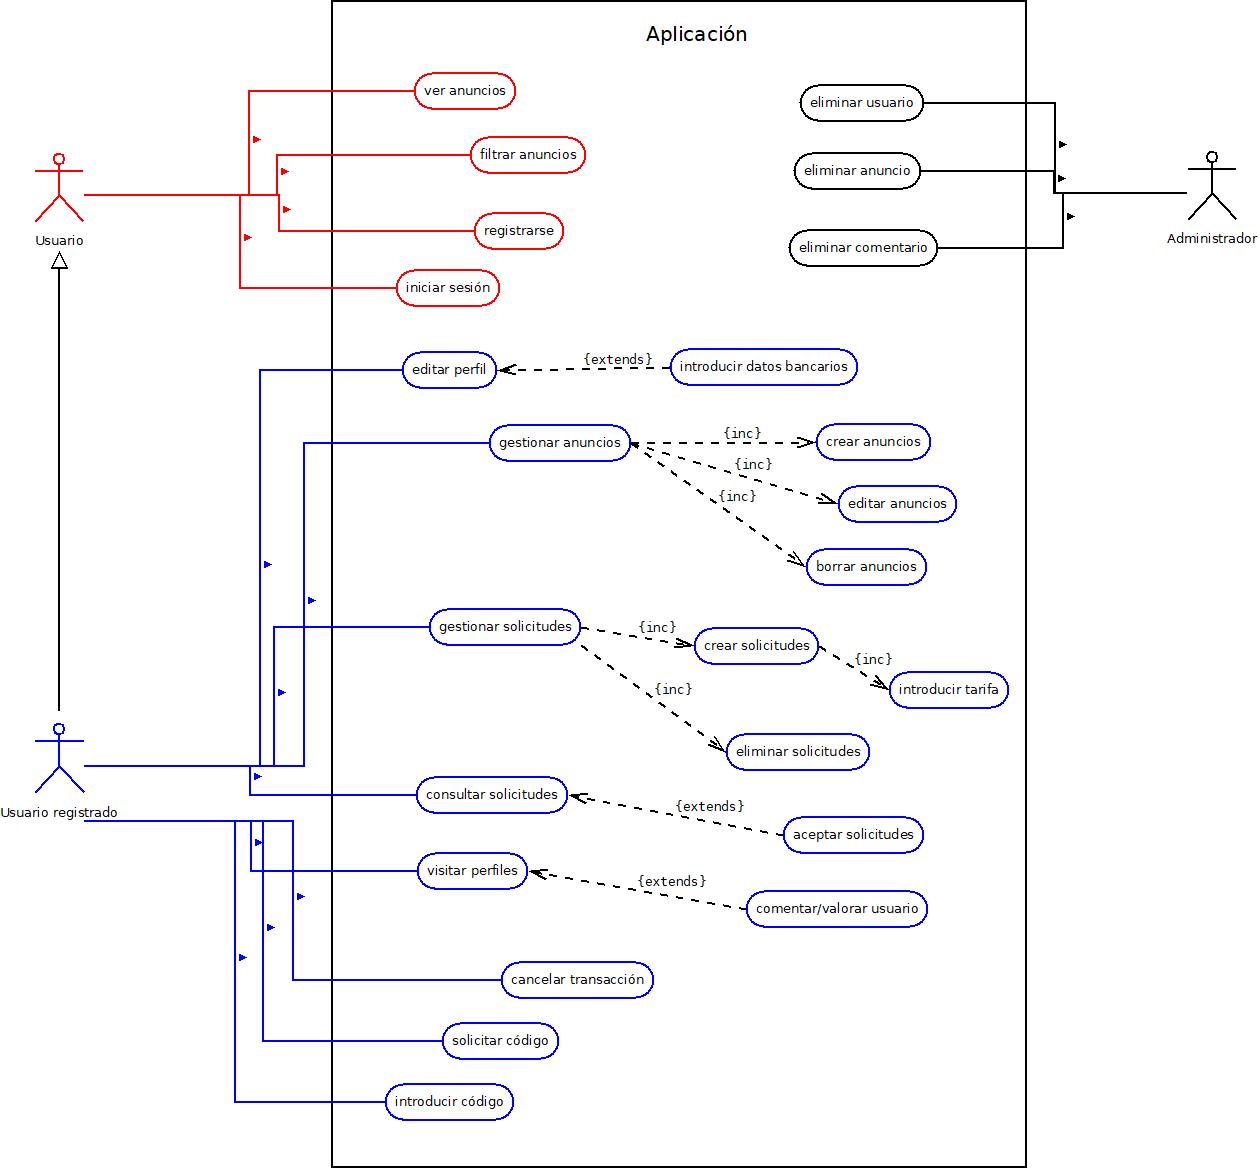 Aplicación
ver anuncios
eliminar usuario
filtrar anuncios
eliminar anuncio
Usuario
registrarse
Administrador
eliminar comentario
iniciar sesión
editar perfil
{extends}
introducir datos bancarios
gestionar anuncios
{inc}
crear anuncios
{inc}
editar anuncios
{inc}
borrar anuncios
gestionar solicitudes
{inc}
crear solicitudes
{inc}
introducir tarifa
{inc}
eliminar solicitudes
Usuario registrado
consultar solicitudes
{extends}
aceptar solicitudes
visitar perfiles
{extends}
comentar/valorar usuario
cancelar transacción
solicitar código
introducir código